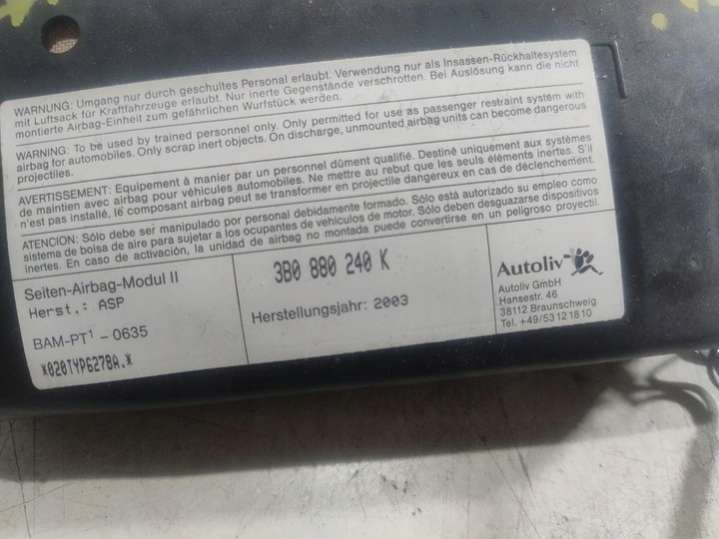 WARNUNG: Umgang nur durch geschultes Personal erlaubt. Verwendung nur als Insassen-Rückhaltesystem
mit Luftsack für Kraftfahrzeuge erlaubt. Nur inerte Gegenstände verschrotten. Bei Auslösung kann die nicht
montierte Airbag-Einheit zum gefährlichen Wurfstück werden.
WARNING: To be used by trained personnel only. Only permitted for use as passenger restraint system with
airbag for automobiles. Only scrap inert objects. On discharge, unmounted airbag units can become dangerous
projectiles.
AVERTISSEMENT: Equipement à manier par un personnel dûment qualifié. Destiné uniquement aux systèmes
de maintien avec airbag pour véhicules automobiles. Ne mettre au rebut que les seuls éléments inertes. S'il
n'est pas installé, le composant airbag peut se transformer en projectile dangereux en cas de déclenchement.
ATENCION: Sólo debe ser manipulado por personal debidamente formado. Sólo está autorizado su empleo como
sistema de bolsa de aire para sujetar a los ocupantes de vehículos de motor. Sólo deben desguazarse dispositivos
inertes. En caso de activación, la unidad de airbag no montada puede convertirse en un peligroso proyectil.
Seiten-Airbag-Modul II
Herst.: ASP
BAM-PT¹ - 0635
*020TYP627BA.*
3B0 880 240 K
Herstellungsjahr: 2003
Autoliv
Autoliv GmbH
Hansestr. 46
38112 Braunschweig
Tel. +49/53121810